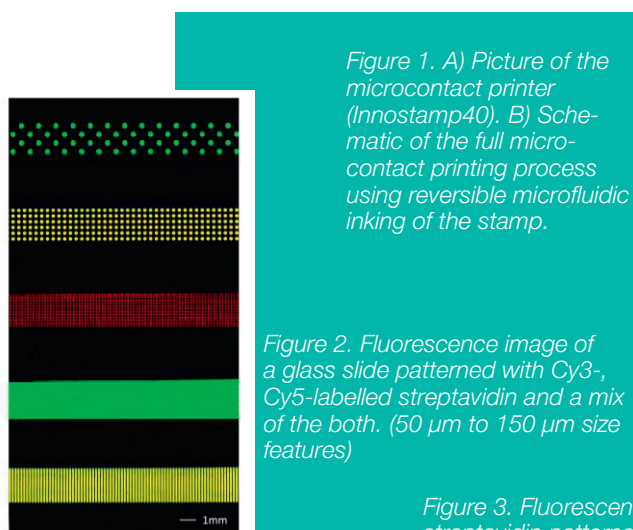 Figure 1. A) Picture of the
microcontact printer
(Innostamp40). B) Sche-
matic of the full micro-
contact printing process
using reversible microfluidic
inking of the stamp.
Figure 2. Fluorescence image of
a glass slide patterned with Cy3-,
Cy5-labelled streptavidin and a mix
of the both. (50 µm to 150 µm size
features)
1mm
Figure 3. Fluorescen
streptavidin pattern